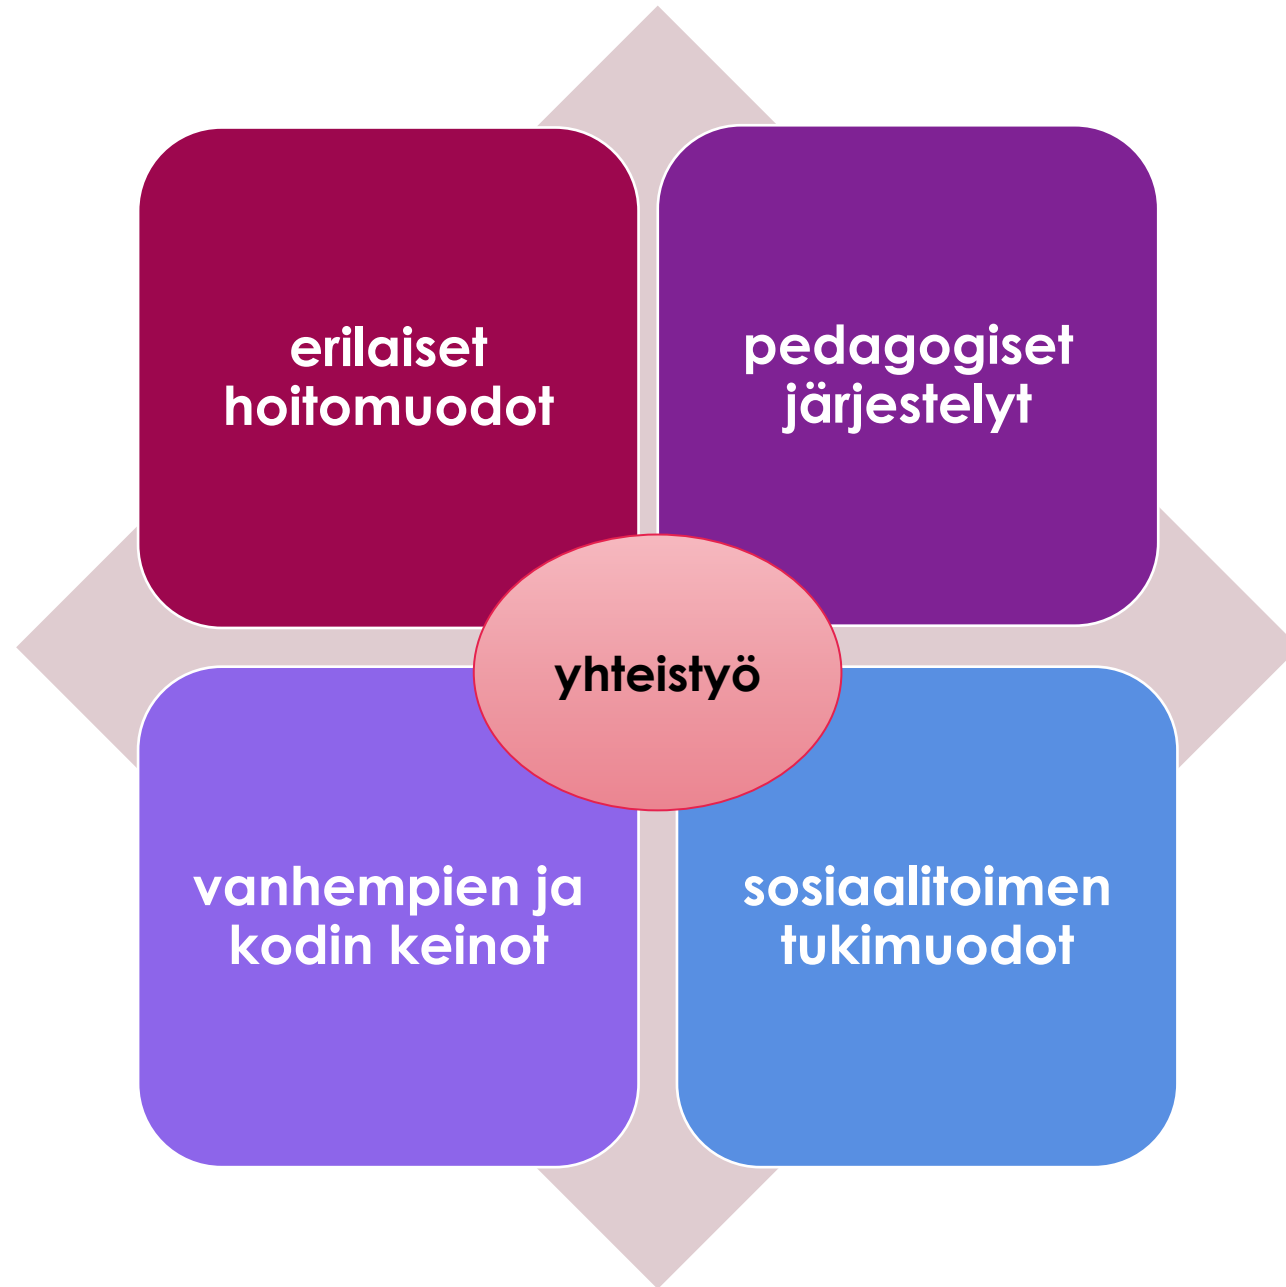 erilaiset
hoitomuodot
pedagogiset
järjestelyt
yhteistyö
vanhempien ja
kodin keinot
sosiaalitoimen
tukimuodot